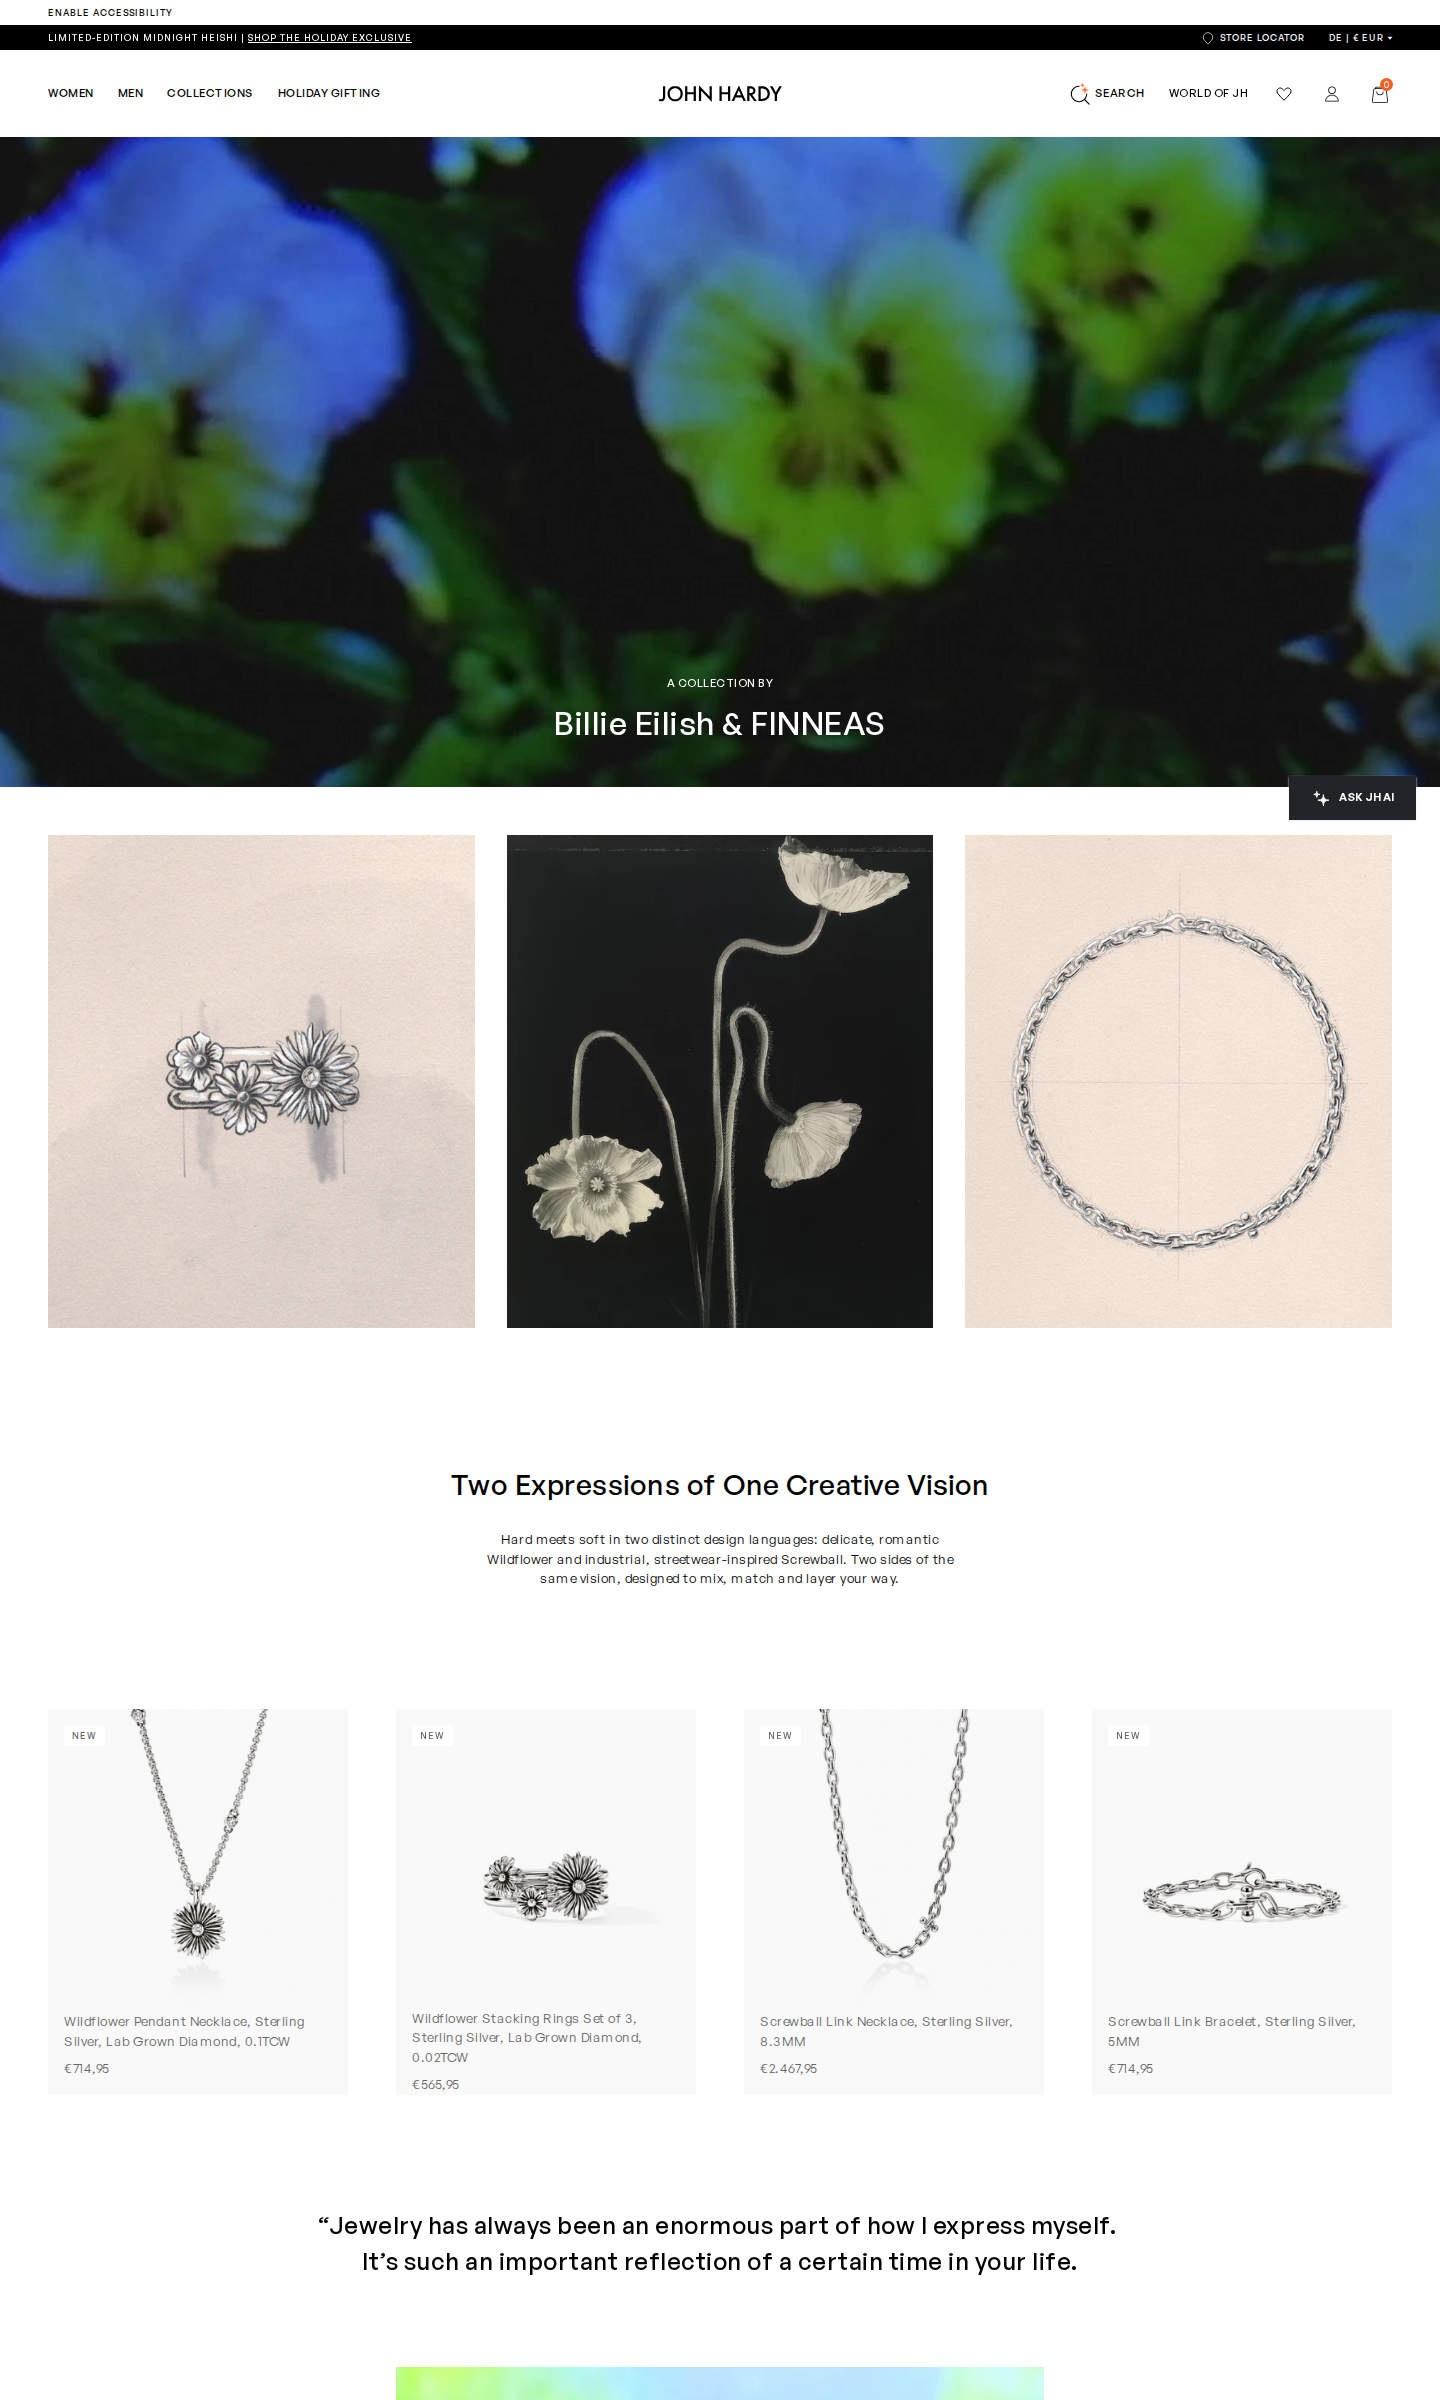 ENABLE ACCESSIBILITY
LIMITED-EDITION MIDNIGHT HEISHI | SHOP THE HOLIDAY EXCLUSIVE
STORE LOCATOR
DE | € EUR
WOMEN
MEN
COLLECTIONS
HOLIDAY GIFTING
JOHN HARDY
SEARCH
WORLD OF JH
0
A COLLECTION BY
Billie Eilish & FINNEAS
ASK JHAI
Two Expressions of One Creative Vision
Hard meets soft in two distinct design languages: delicate, romantic
Wildflower and industrial, streetwear-inspired Screwball. Two sides of the
same vision, designed to mix, match and layer your way.
NEW
Wildflower Pendant Necklace, Sterling
Silver, Lab Grown Diamond, 0.1TCW
€714,95
NEW
Wildflower Stacking Rings Set of 3,
Sterling Silver, Lab Grown Diamond,
0.02TCW
€565,95
NEW
Screwball Link Necklace, Sterling Silver,
8.3MM
€2.467,95
NEW
Screwball Link Bracelet, Sterling Silver,
5MM
€714,95
“Jewelry has always been an enormous part of how I express myself.
It’s such an important reflection of a certain time in your life.